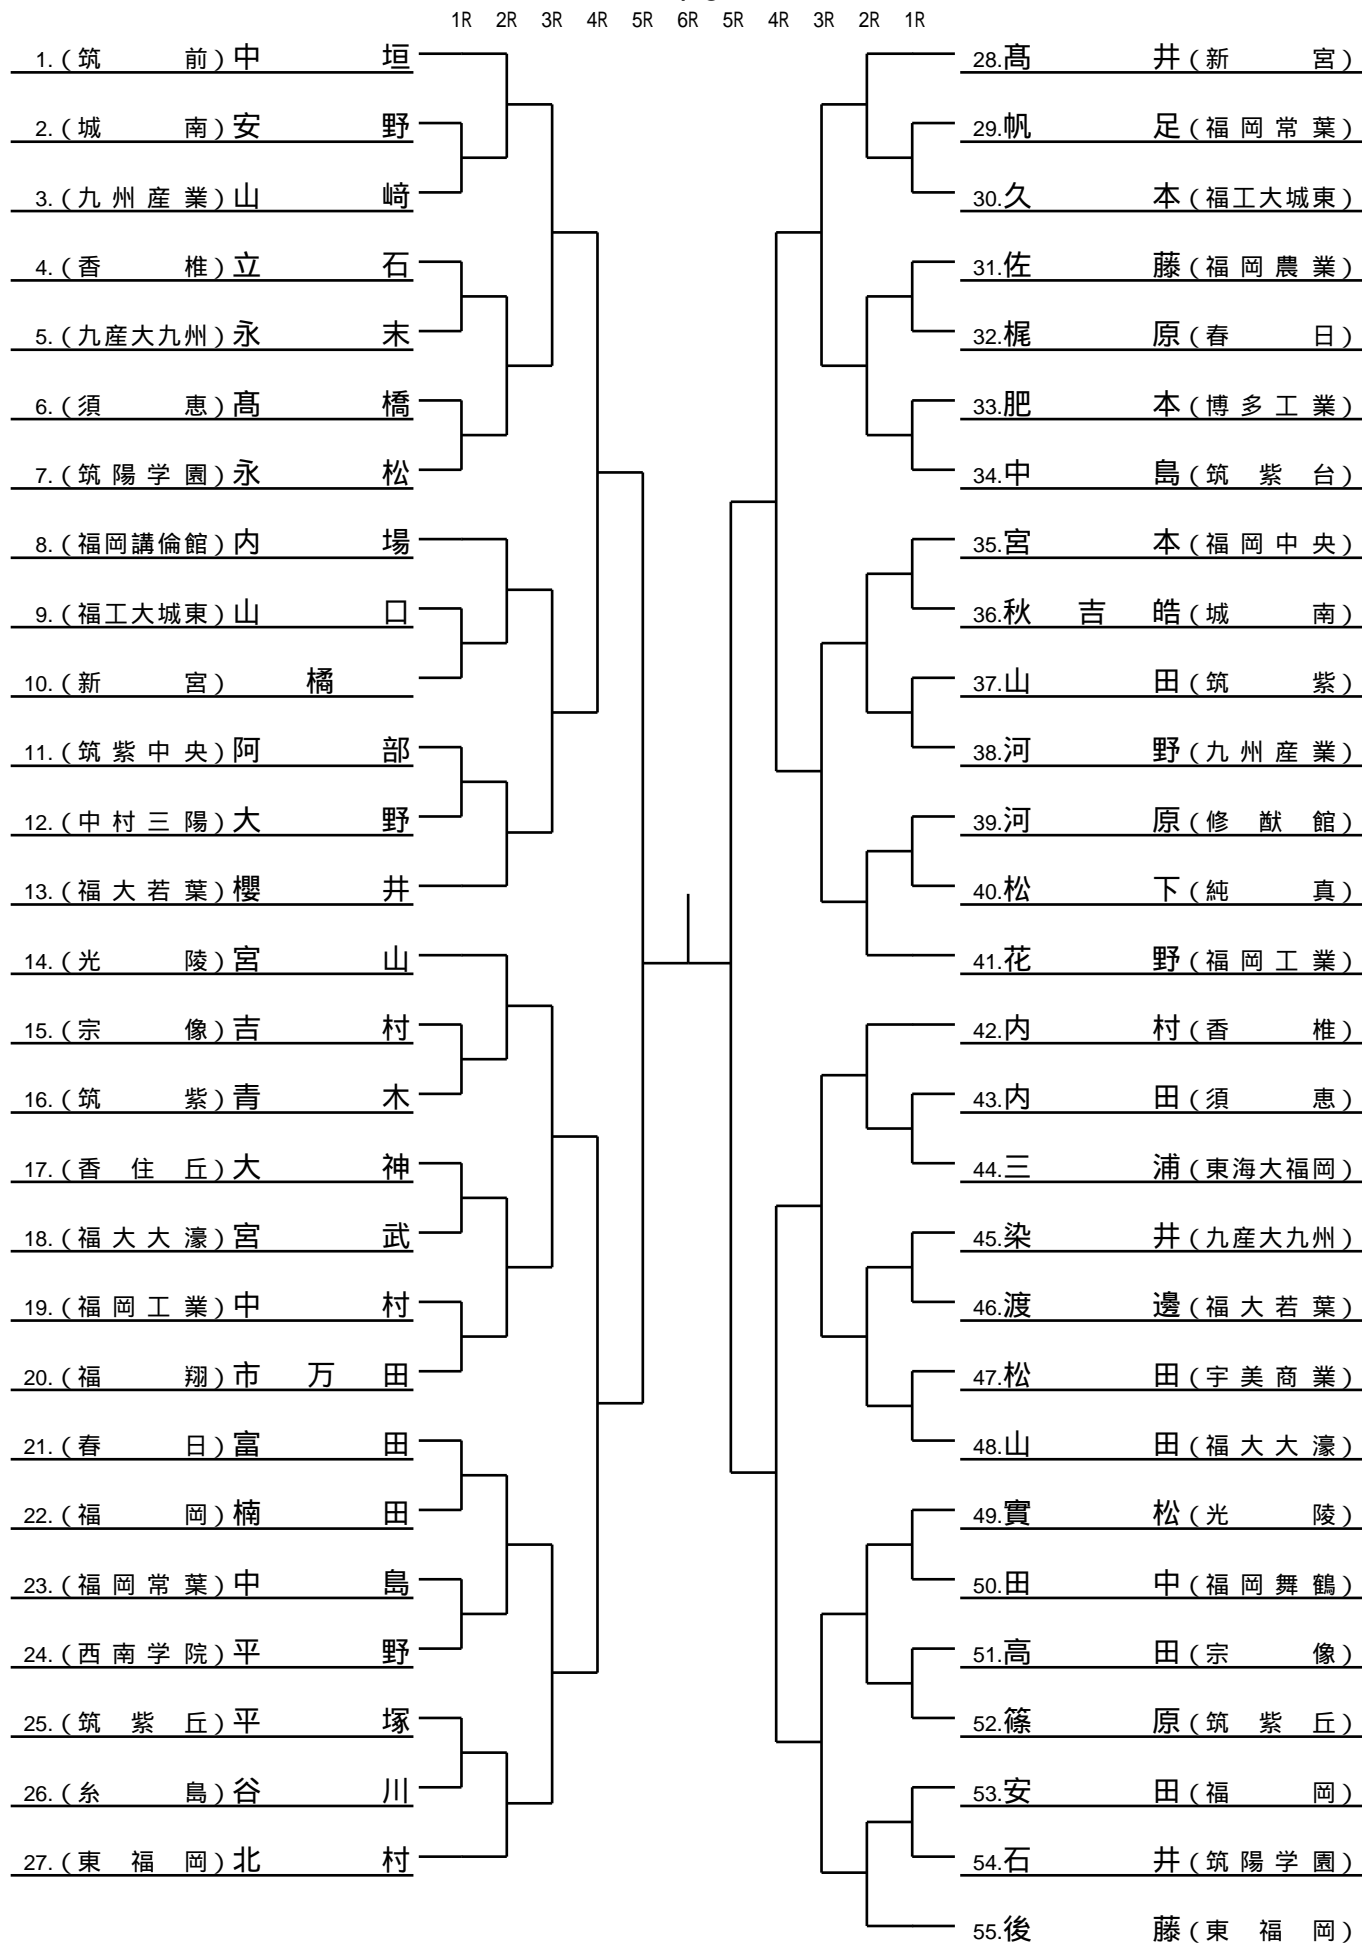 1R 2R 3R 4R 5R 6R 5R 4R 3R 2R 1R
1.(筑前)中垣
2.(城南)安野
3.(九州産業)山﨑
4.(香椎)立石
5.(九産大九州)永末
6.(須恵)髙橋
7.(筑陽学園)永松
8.(福岡講倫館)内場
9.(福工大城東)山口
10.(新宮)橘
11.(筑紫中央)阿部
12.(中村三陽)大野
13.(福大若葉)櫻井
14.(光陵)宮山
15.(宗像)吉村
16.(筑紫)青木
17.(香住丘)大神
18.(福大大濠)宮武
19.(福岡工業)中村
20.(福翔)市万田
21.(春日)富田
22.(福岡)楠田
23.(福岡常葉)中島
24.(西南学院)平野
25.(筑紫丘)平塚
26.(糸島)谷川
27.(東福岡)北村
28.髙井(新宮)
29.帆足(福岡常葉)
30.久本(福工大城東)
31.佐藤(福岡農業)
32.梶原(春日)
33.肥本(博多工業)
34.中島(筑紫台)
35.宮本(福岡中央)
36.秋吉皓(城南)
37.山田(筑紫)
38.河野(九州産業)
39.河原(修猷館)
40.松下(純真)
41.花野(福岡工業)
42.内村(香椎)
43.内田(須恵)
44.三浦(東海大福岡)
45.染井(九産大九州)
46.渡邊(福大若葉)
47.松田(宇美商業)
48.山田(福大大濠)
49.實松(光陵)
50.田中(福岡舞鶴)
51.高田(宗像)
52.篠原(筑紫丘)
53.安田(福岡)
54.石井(筑陽学園)
55.後藤(東福岡)